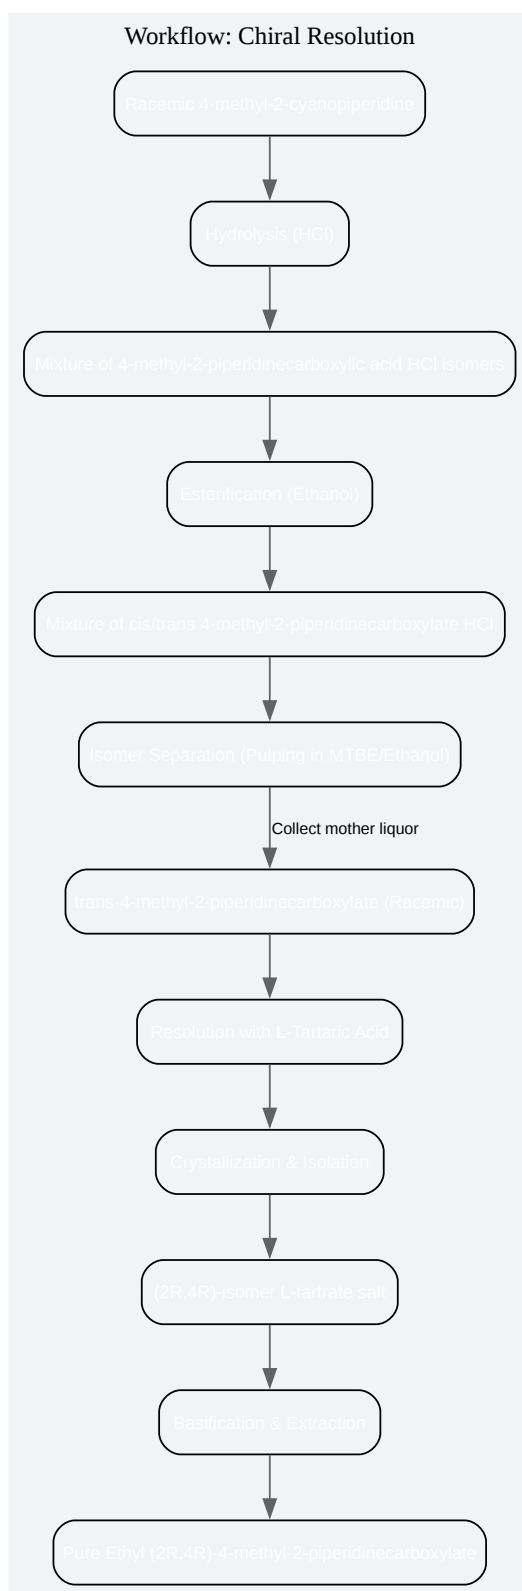 Workflow: Chiral Resolution
Racemic 4-methyl-2-cyanopiperidine
Hydrolysis (HCl)
Mixture of 4-methyl-2-piperidinecarboxylic acid HCl isomers
Esterification (Ethanol)
Mixture of cis/trans 4-methyl-2-piperidinecarboxylate HCl
Isomer Separation (Pulping in MTBE/Ethanol)
Collect mother liquor
trans-4-methyl-2-piperidinecarboxylate (Racemic)
Resolution with L-Tartaric Acid
Crystallization & Isolation
(2R,4R)-isomer L-tartrate salt
Basification & Extraction
Pure Ethyl (2R,4R)-4-methyl-2-piperidinecarboxylate